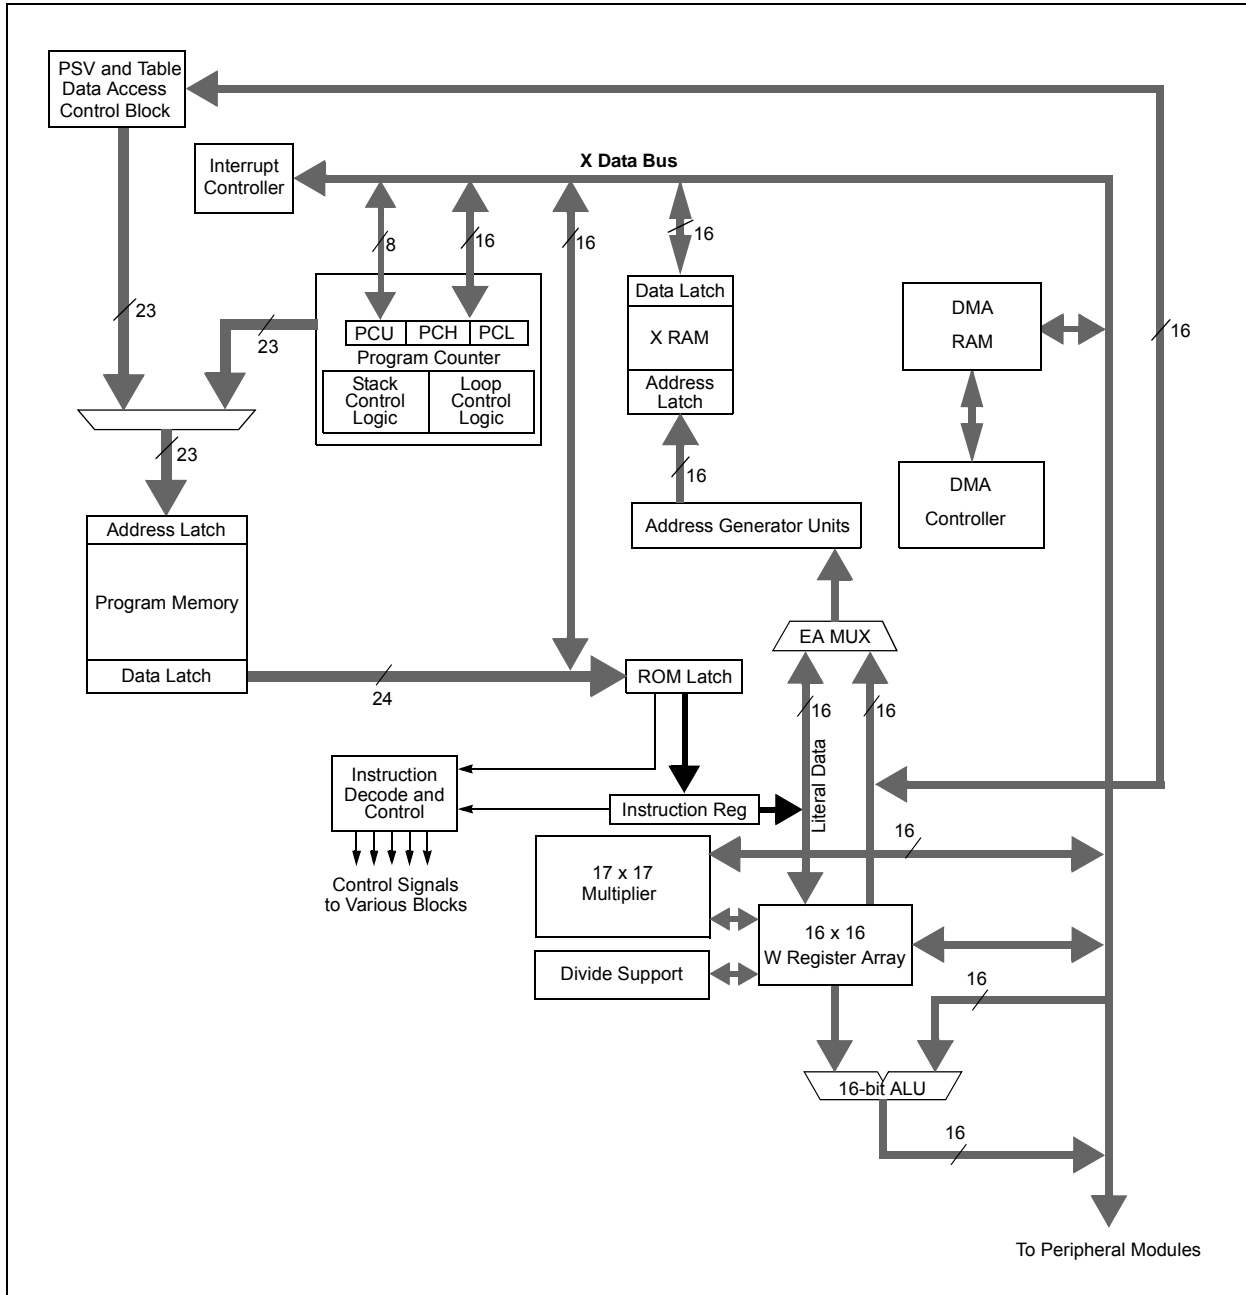 PSV and Table
Data Access
Control Block
X Data Bus
Interrupt
Controller
8
16
16
16
Data Latch
X RAM
Address
Latch
DMA
RAM
16
23
23
PCU
PCH
PCL
Program Counter
Stack
Control
Logic
Loop
Control
Logic
23
16
DMA
Controller
Address Generator Units
Address Latch
Program Memory
Data Latch
24
ROM Latch
EA MUX
16
16
Literal Data
Instruction
Decode and
Control
Instruction Reg
Control Signals
to Various Blocks
17 x 17
Multiplier
16
16 x 16
W Register Array
Divide Support
16
16-bit ALU
16
To Peripheral Modules